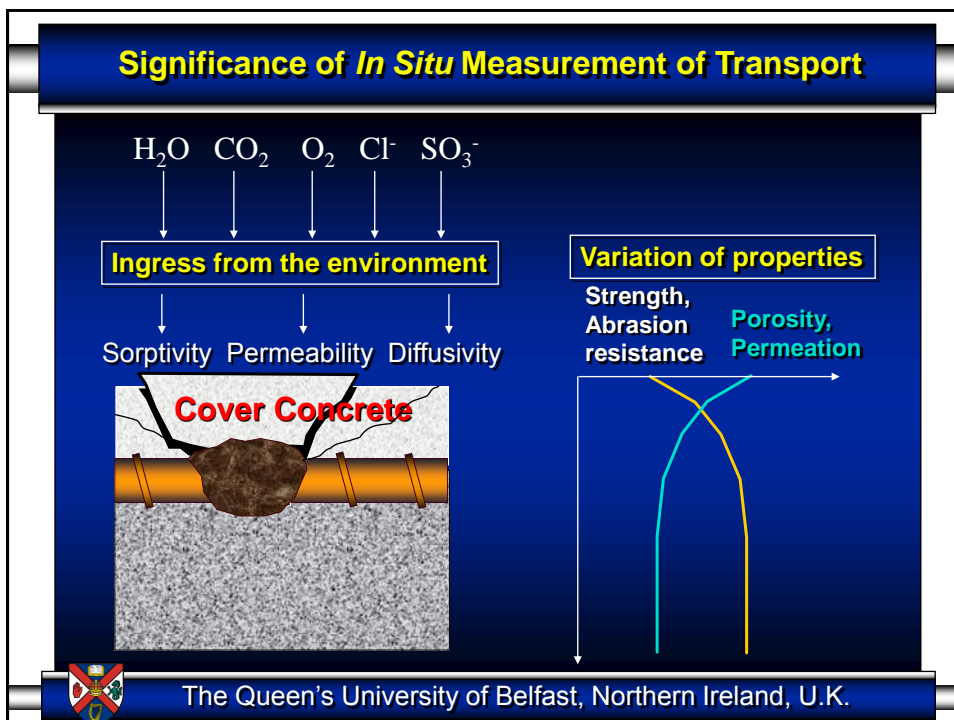 Significance of In Situ Measurement of Transport
H₂O CO₂ O₂ Cl⁻ SO₃⁻
Ingress from the environment
Sorptivity Permeability Diffusivity
Cover Concrete
Variation of properties
Strength,
Abrasion
resistance
Porosity,
Permeation
The Queen's University of Belfast, Northern Ireland, U.K.